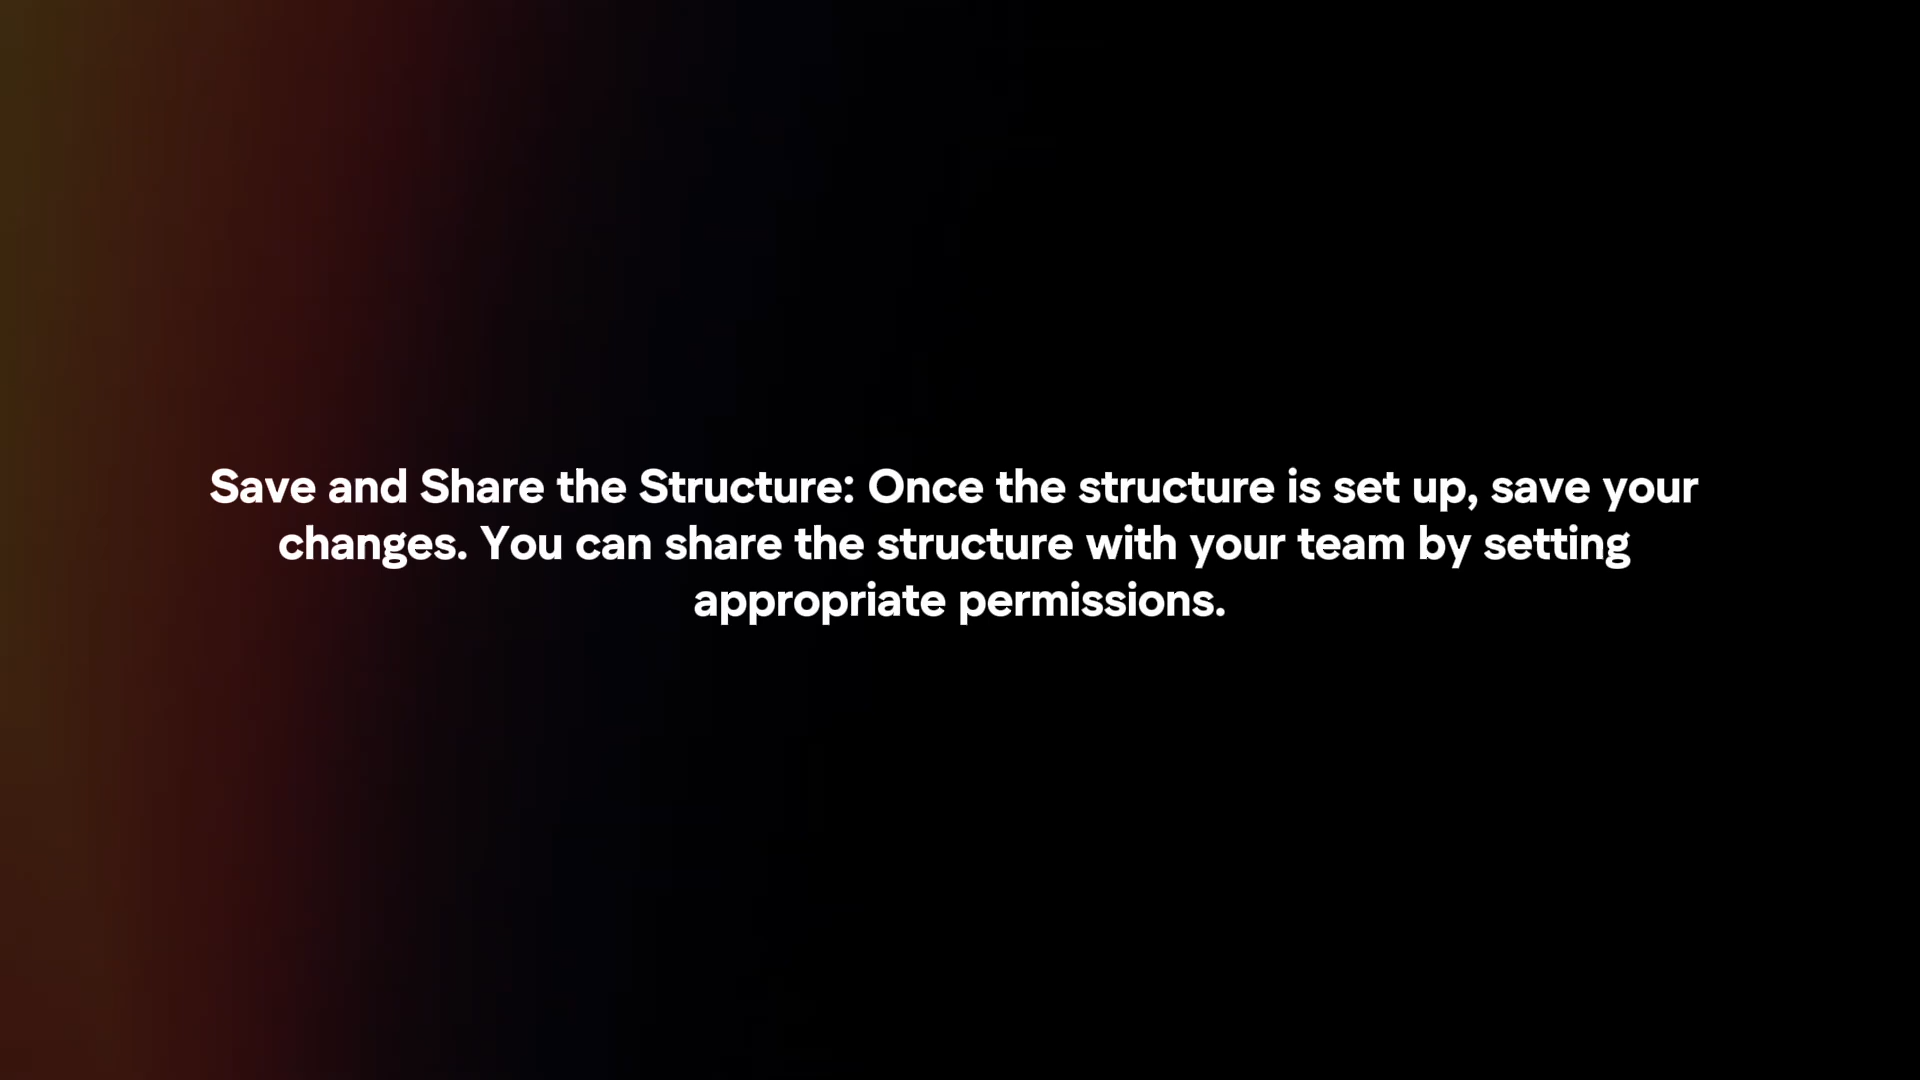 Save and Share the Structure: Once the structure is set up, save your
changes. You can share the structure with your team by setting
appropriate permissions.